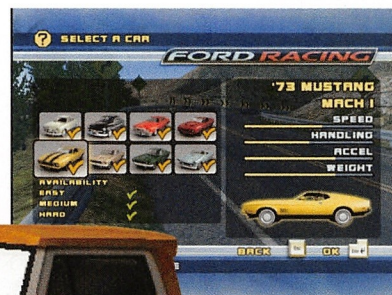 ? SELECT A CAR
FORD RACING
'73 MUSTANG
MACH I
SPEED
HANDLING
ACCEL
WEIGHT
AVAILABILITY
EASY
MEDIUM
HARD
BACK
OK